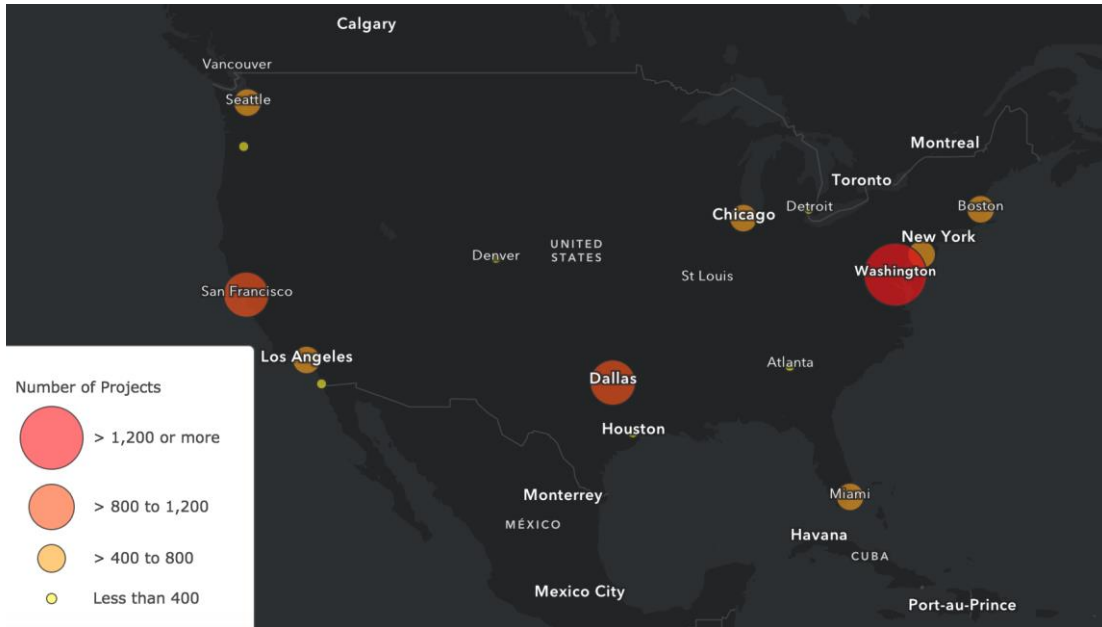 Calgary
Vancouver
Seattle
Montreal
Toronto
Boston
Detroit
Chicago
New York
UNITED
STATES
Denver
Washington
St Louis
San Francisco
Los Angeles
Atlanta
Dallas
Houston
Monterrey
Miami
MÉXICO
Havana
CUBA
Mexico City
Port-au-Prince
Number of Projects
> 1,200 or more
> 800 to 1,200
> 400 to 800
Less than 400